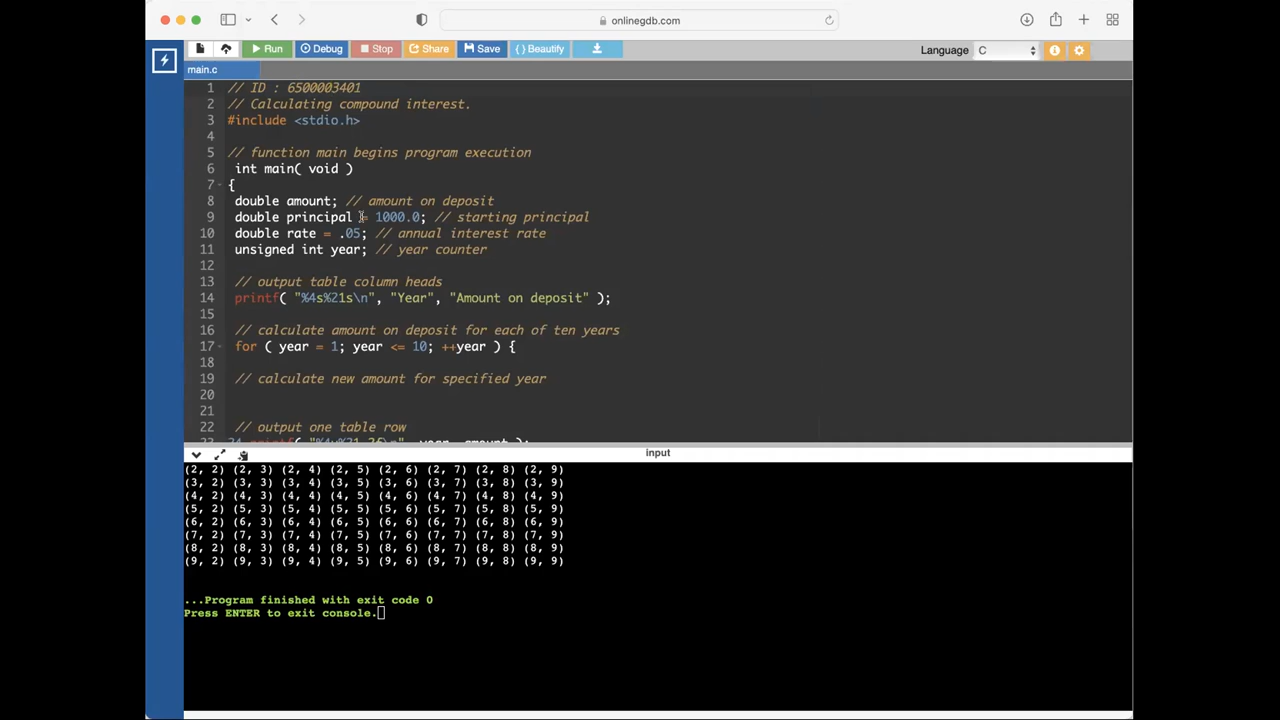 onlinegdb.com
Run Debug Stop Share Save { } Beautify Language C
main.c
1 // ID : 6500003401
2 // Calculating compound interest.
3 #include <stdio.h>
4
5 // function main begins program execution
6 int main( void )
7 {
8 double amount; // amount on deposit
9 double principal = 1000.0; // starting principal
10 double rate = .05; // annual interest rate
11 unsigned int year; // year counter
12
13 // output table column heads
14 printf( "%4s%21s\n", "Year", "Amount on deposit" );
15
16 // calculate amount on deposit for each of ten years
17 for ( year = 1; year <= 10; ++year ) {
18
19 // calculate new amount for specified year
20
21
22 // output one table row
23 24 printf( "%4u%21.2f\n", year, amount );
input
(2, 2) (2, 3) (2, 4) (2, 5) (2, 6) (2, 7) (2, 8) (2, 9)
(3, 2) (3, 3) (3, 4) (3, 5) (3, 6) (3, 7) (3, 8) (3, 9)
(4, 2) (4, 3) (4, 4) (4, 5) (4, 6) (4, 7) (4, 8) (4, 9)
(5, 2) (5, 3) (5, 4) (5, 5) (5, 6) (5, 7) (5, 8) (5, 9)
(6, 2) (6, 3) (6, 4) (6, 5) (6, 6) (6, 7) (6, 8) (6, 9)
(7, 2) (7, 3) (7, 4) (7, 5) (7, 6) (7, 7) (7, 8) (7, 9)
(8, 2) (8, 3) (8, 4) (8, 5) (8, 6) (8, 7) (8, 8) (8, 9)
(9, 2) (9, 3) (9, 4) (9, 5) (9, 6) (9, 7) (9, 8) (9, 9)
...Program finished with exit code 0
Press ENTER to exit console.